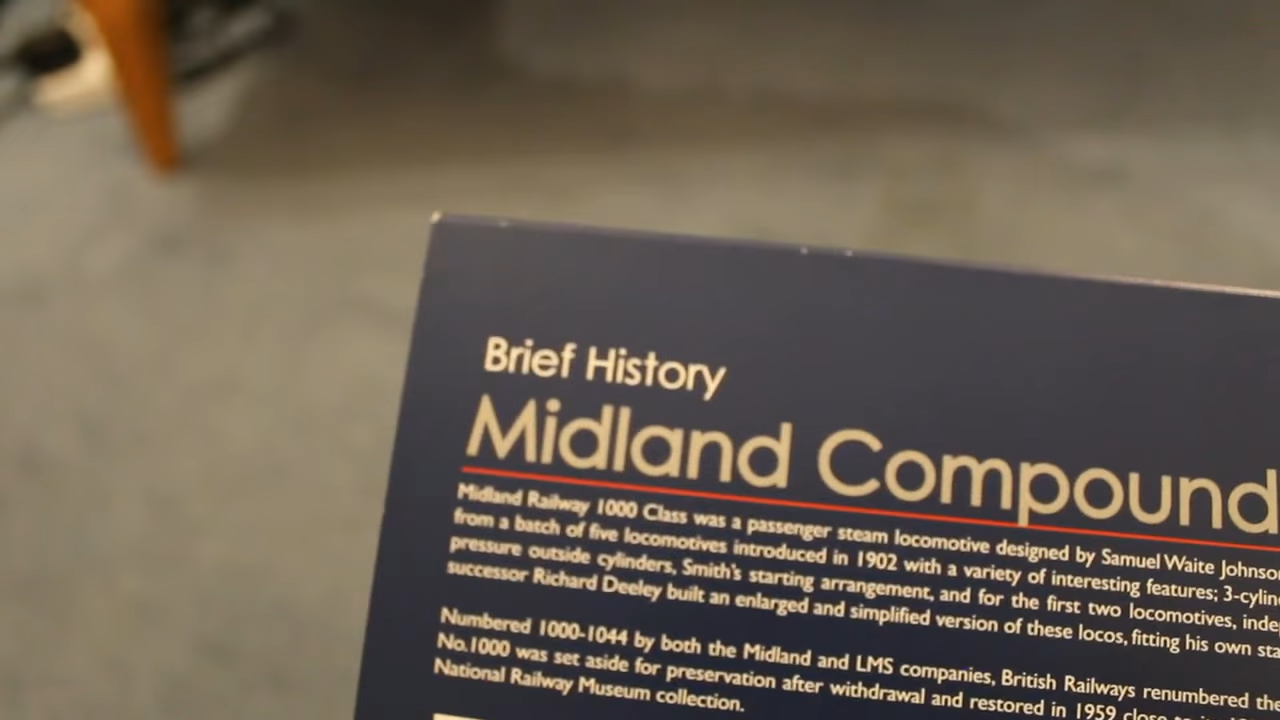 Brief History
Midland Compound
Midland Railway 1000 Class was a passenger steam locomotive designed by Samuel Waite Johnso
from a batch of five locomotives introduced in 1902 with a variety of interesting features; 3-cylin
pressure outside cylinders, Smith's starting arrangement, and for the first two locomotives, inde
successor Richard Deeley built an enlarged and simplified version of these locos, fitting his own sta
Numbered 1000-1044 by both the Midland and LMS companies, British Railways renumbered the
No.1000 was set aside for preservation after withdrawal and restored in 1959 close
National Railway Museum collection.